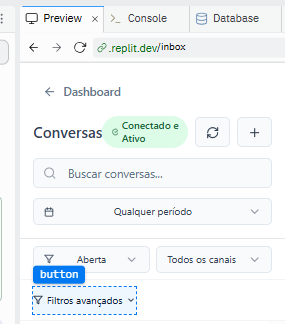 Preview
Console
Database
.replit.dev/inbox
Dashboard
Conversas
Conectado e
Ativo
Buscar conversas...
Qualquer período
Aberta
Todos os canais
button
Filtros avançados